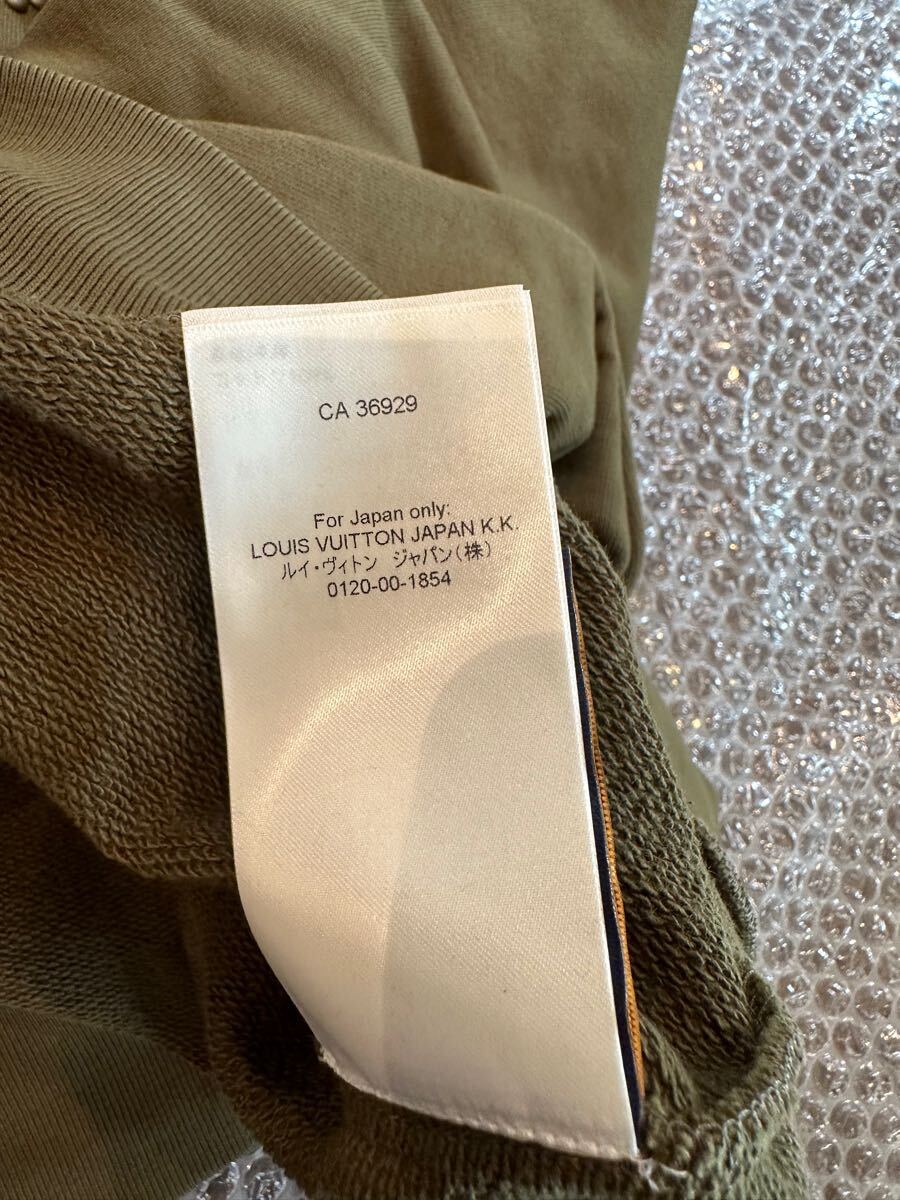 CA 36929
For Japan only:
LOUIS VUITTON JAPAN K.K.
ルイ・ヴィトン ジャパン(株)
0120-00-1854